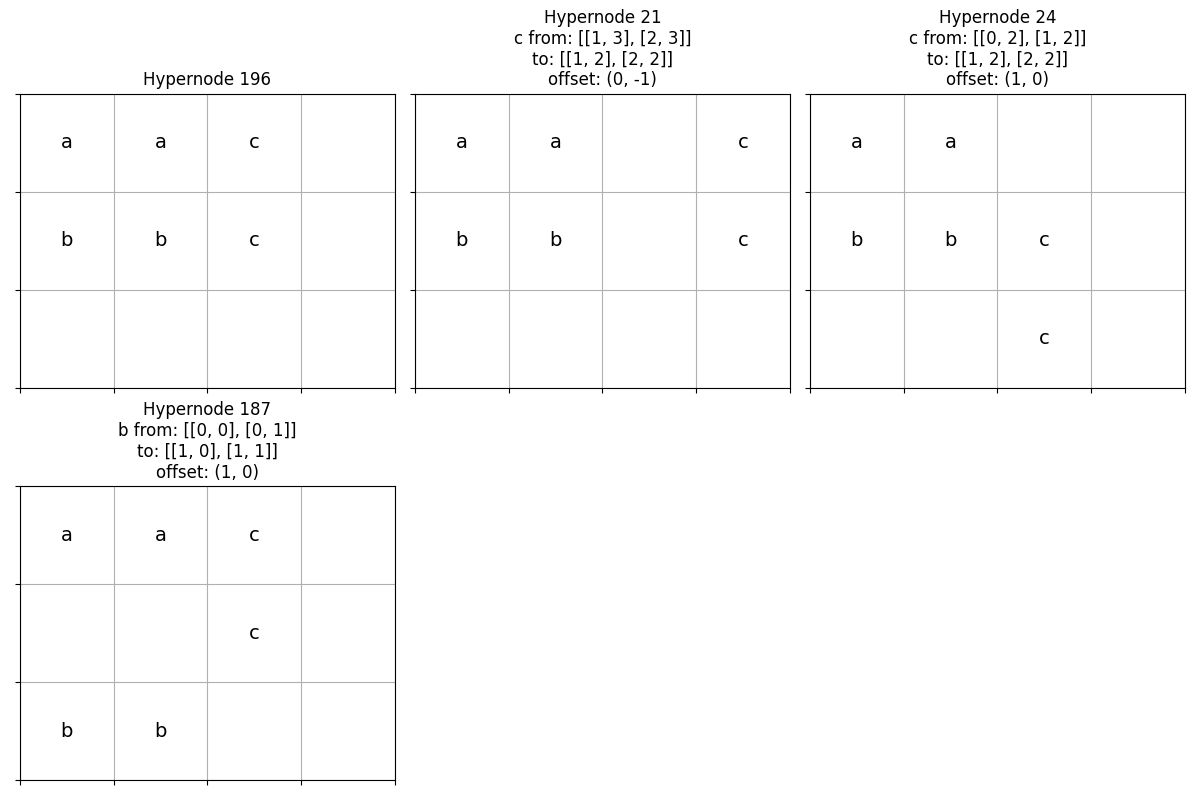 Hypernode 196
a a c
b b c
Hypernode 21
c from: [[1, 3], [2, 3]]
to: [[1, 2], [2, 2]]
offset: (0, -1)
a a c
b b c
Hypernode 24
c from: [[0, 2], [1, 2]]
to: [[1, 2], [2, 2]]
offset: (1, 0)
a a
b b c
c
Hypernode 187
b from: [[0, 0], [0, 1]]
to: [[1, 0], [1, 1]]
offset: (1, 0)
a a c
c
b b